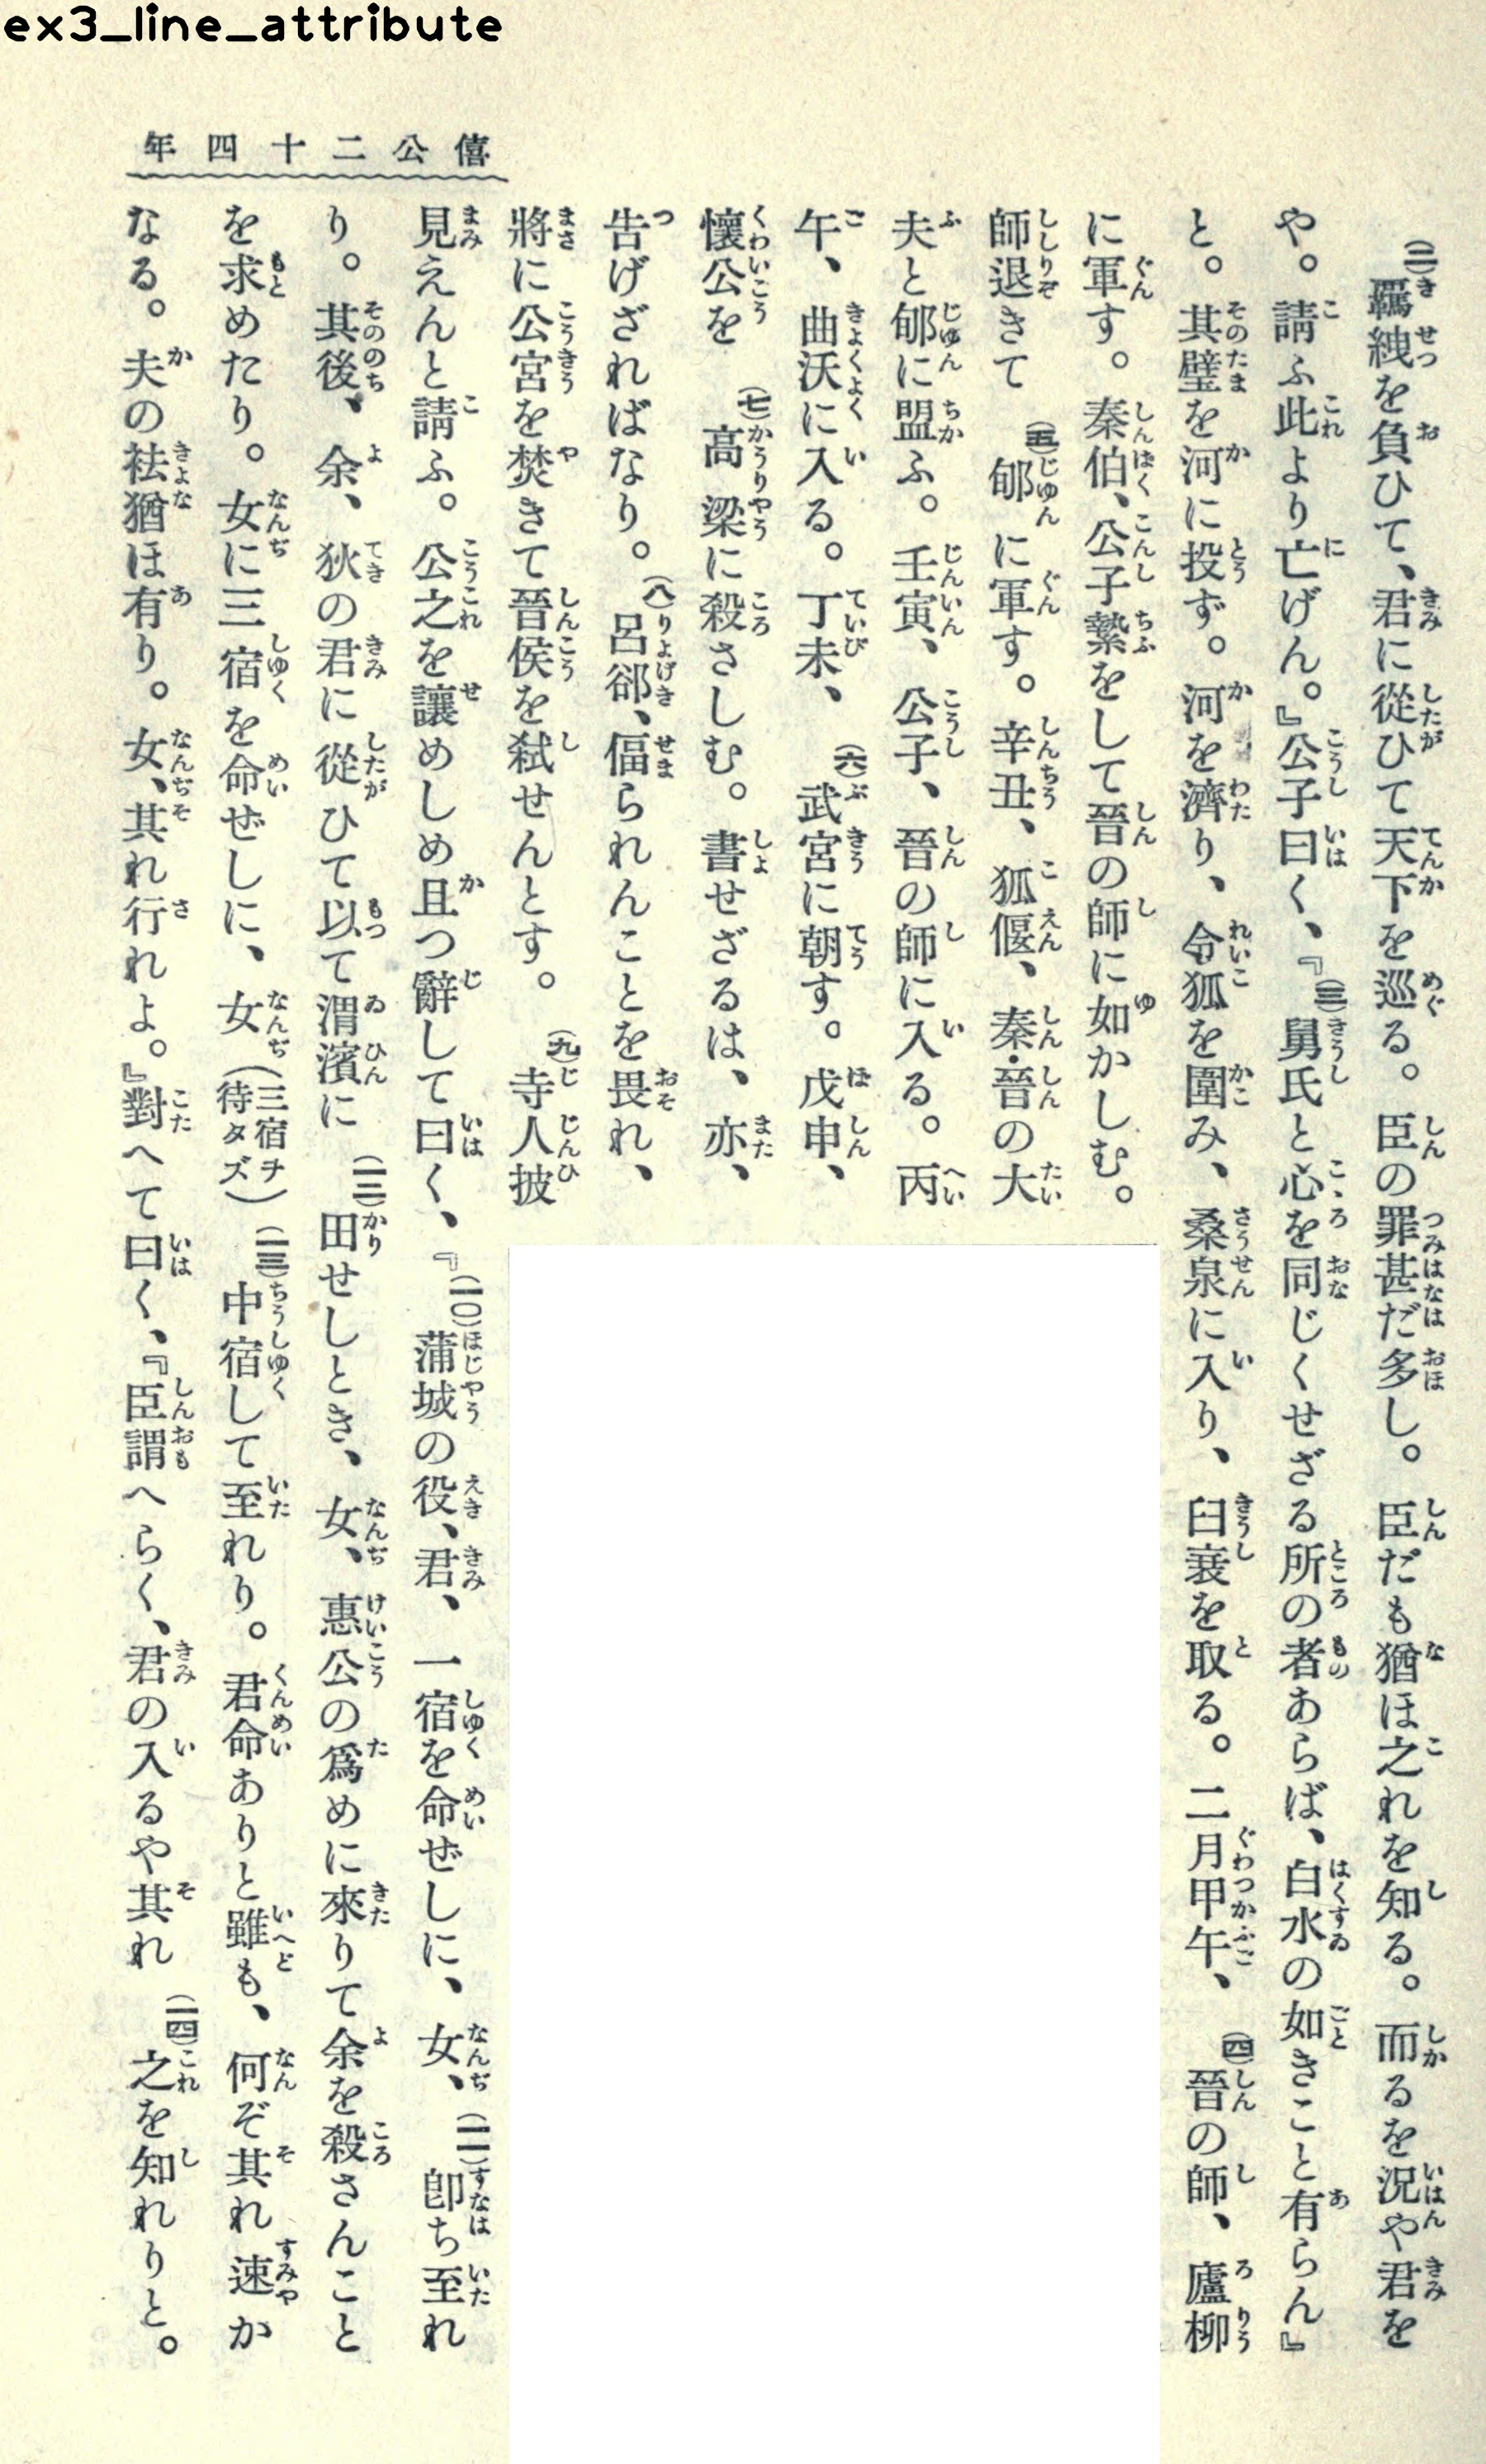 ex3_line_attribute
僖公二十四年
(二)羈絏を負ひて、君に從ひて天下を巡る。臣の罪甚だ多し。臣だも猶ほ之れを知る。而るを況や君を
や。請ふ此より亡げん。』公子曰く、『(三)舅氏と心を同じくせざる所の者あらば、白水の如きこと有らん』
と。其璧を河に投ず。河を濟り、令狐を圍み、桑泉に入り、臼衰を取る。二月甲午、(四)晉の師、廬柳
に軍す。秦伯、公子縶をして晉の師に如かしむ。
師退きて(五)郇に軍す。辛丑、狐偃、秦・晉の大
夫と郇に盟ふ。壬寅、公子、晉の師に入る。丙
午、曲沃に入る。丁未、(六)武宮に朝す。戊申、
懷公を(七)高梁に殺さしむ。書せざるは、亦、
告げざればなり。(八)呂郤、偪られんことを畏れ、
將に公宮を焚きて晉侯を弑せんとす。(九)寺人披
見えんと請ふ。公之を讓めしめ且つ辭して曰く、『(一〇)蒲城の役、君、一宿を命ぜしに、女、(一一)卽ち至れ
り。其後、余、狄の君に從ひて以て渭濱に(一二)田せしとき、女、惠公の爲めに來りて余を殺さんこと
を求めたり。女に三宿を命ぜしに、女(三宿チ待タズ)(一三)中宿して至れり。君命ありと雖も、何ぞ其れ速か
なる。夫の袪猶ほ有り。女、其れ行れよ。』對へて曰く、『臣謂へらく、君の入るや其れ(一四)之を知れりと。